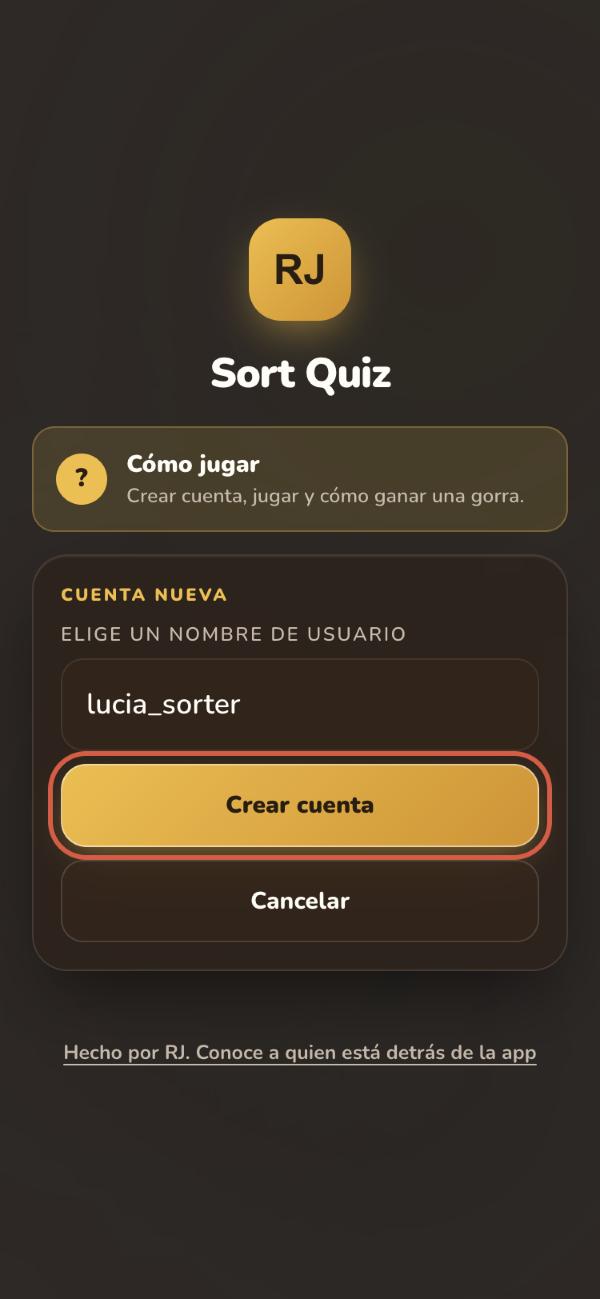 RJ
Sort Quiz
?
Cómo jugar
Crear cuenta, jugar y cómo ganar una gorra.
CUENTA NUEVA
ELIGE UN NOMBRE DE USUARIO
lucia_sorter
Crear cuenta
Cancelar
Hecho por RJ. Conoce a quien está detrás de la app